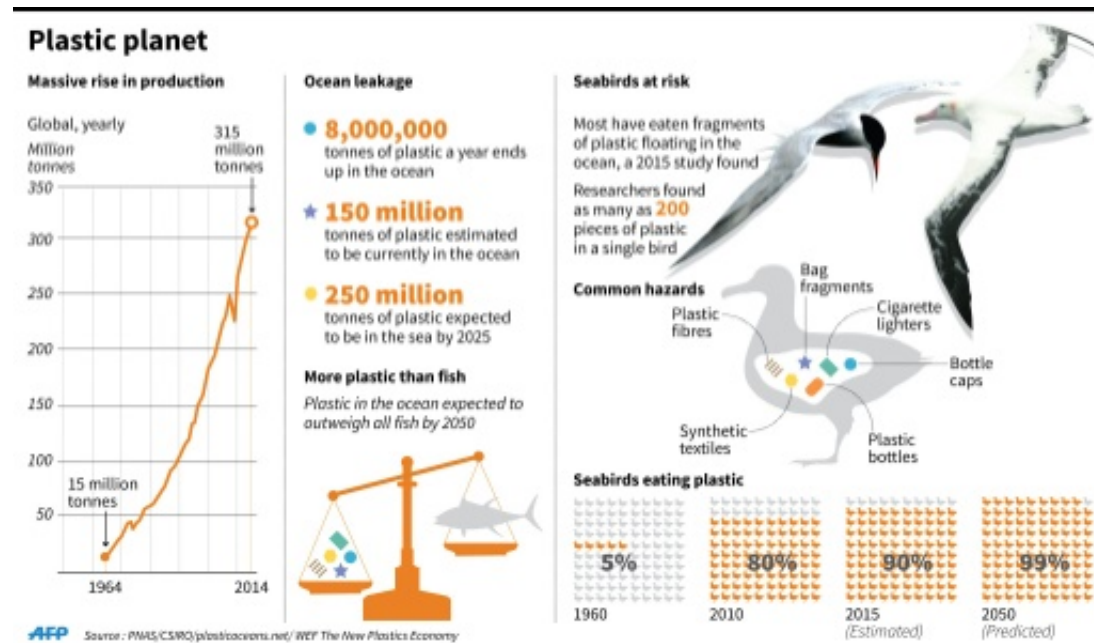 Plastic planet
Massive rise in production
Global, yearly
Million
tonnes
315
million
tonnes
350
300
250
200
150
100
50
15 million
tonnes
1964
2014
Ocean leakage
8,000,000
tonnes of plastic a year ends
up in the ocean
150 million
tonnes of plastic estimated
to be currently in the ocean
250 million
tonnes of plastic expected
to be in the sea by 2025
More plastic than fish
Plastic in the ocean expected to
outweigh all fish by 2050
Seabirds at risk
Most have eaten fragments
of plastic floating in the
ocean, a 2015 study found
Researchers found
as many as 200
pieces of plastic
in a single bird
Common hazards
Bag
fragments
Plastic
fibres
Cigarette
lighters
Bottle
caps
Synthetic
textiles
Plastic
bottles
Seabirds eating plastic
5%
80%
90%
99%
1960
2010
2015
2050
(Estimated)
(Predicted)
AFP
Source : PNAS/CSIRO/plasticoceans.net/ WEF The New Plastics Economy